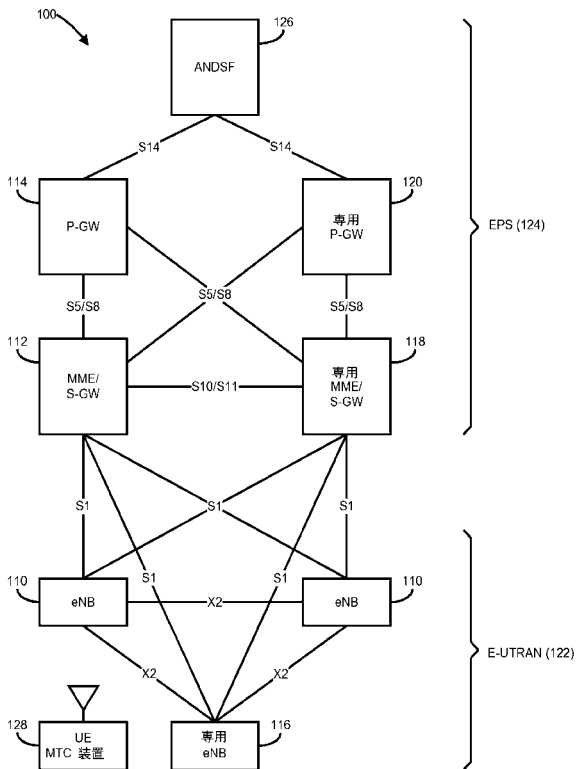 100
126
ANDSF
S14
S14
114
120
P-GW
専用
P-GW
EPS (124)
S5/S8
S5/S8
S5/S8
112
118
MME/
S-GW
専用
MME/
S-GW
S10/S11
S1
S1
S1
S1
S1
110
110
eNB
eNB
X2
E-UTRAN (122)
X2
X2
128
116
UE
MTC 装置
専用
eNB